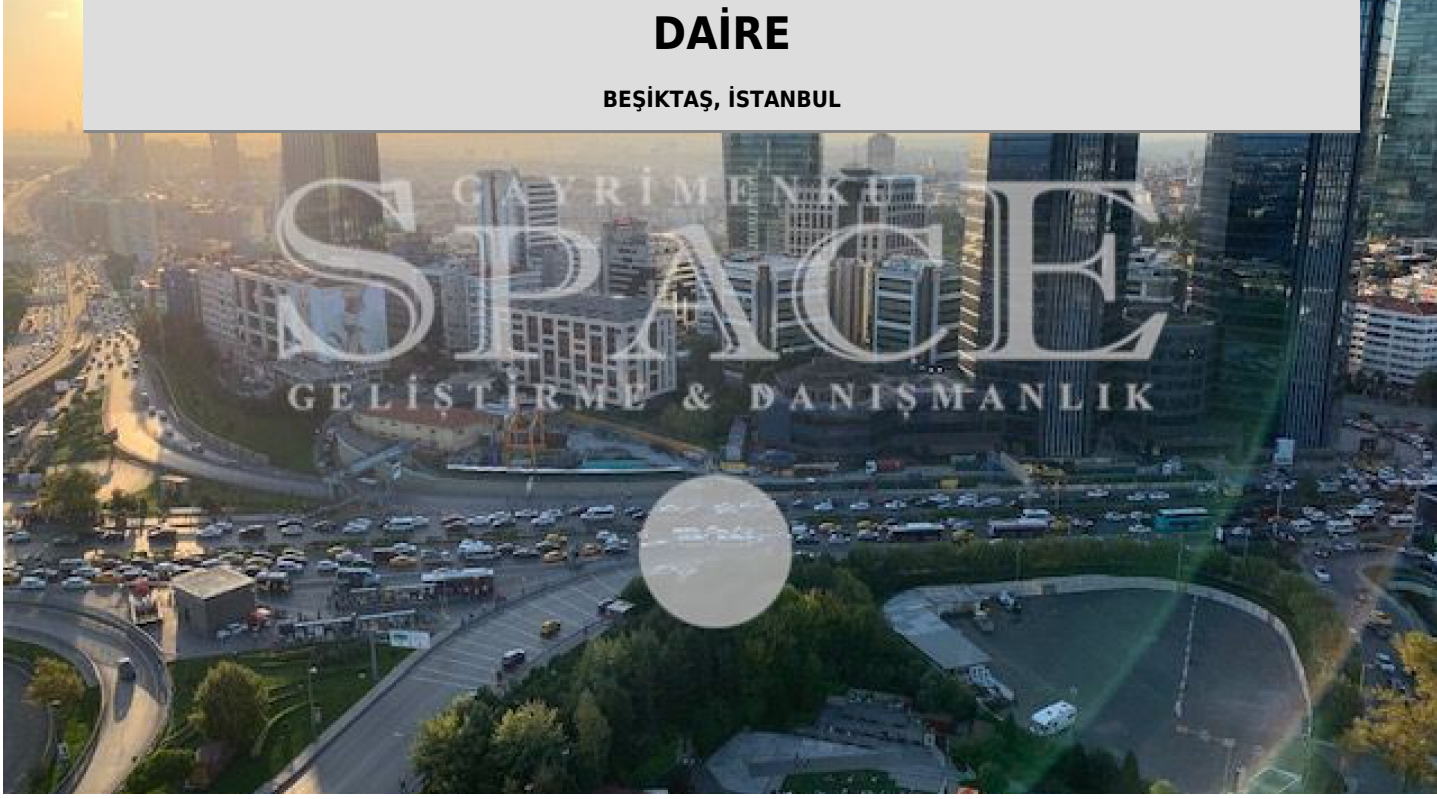 DAİRE
BEŞİKTAŞ, İSTANBUL
GAYRİMENKUL
SPACE
GELİŞTİRME & DANIŞMANLIK